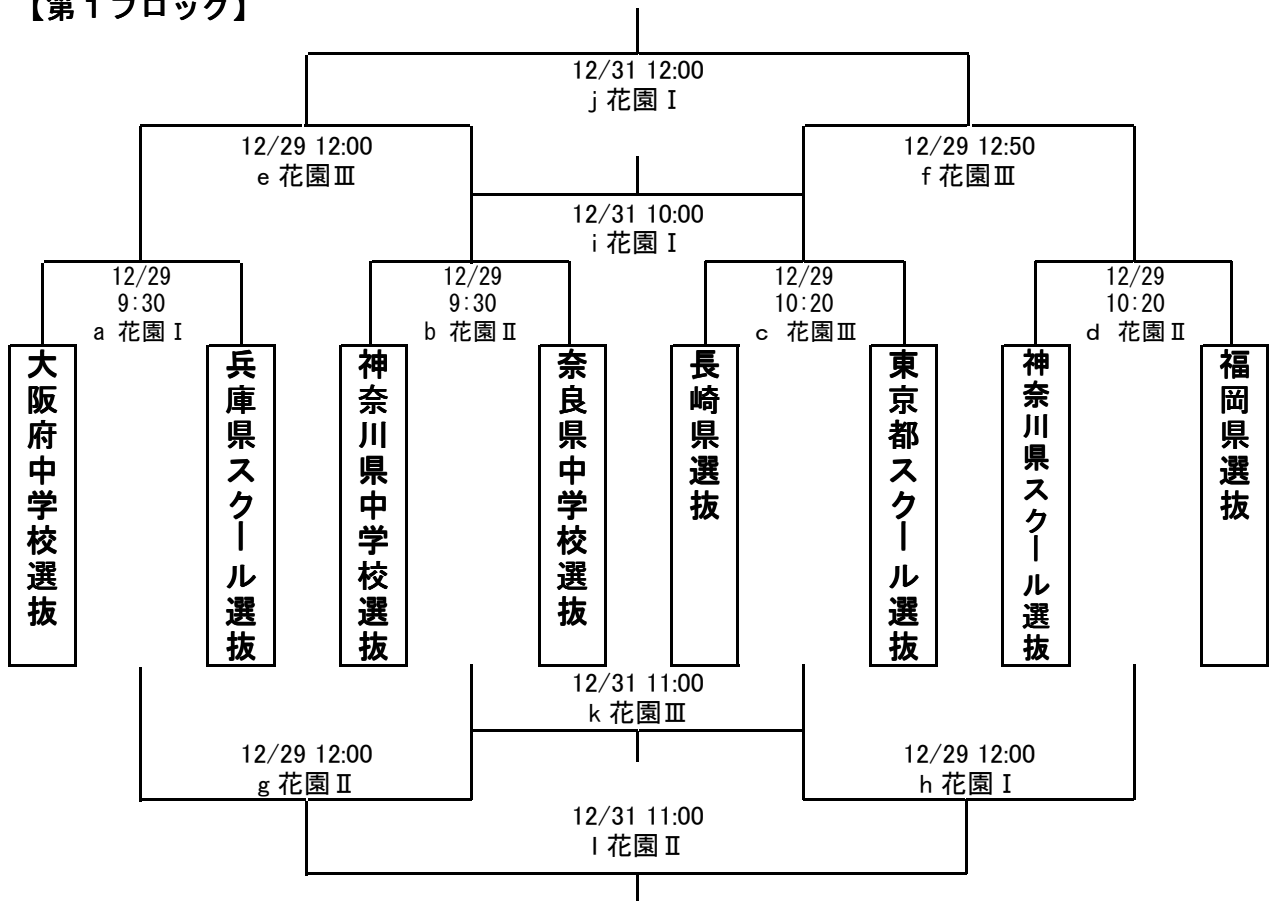 【第１ブロック】
12/31 12:00
j 花園Ⅰ
12/29 12:00
e 花園Ⅲ
12/29 12:50
f 花園Ⅲ
12/31 10:00
i 花園Ⅰ
12/29
9:30
a 花園Ⅰ
12/29
9:30
b 花園Ⅱ
12/29
10:20
c 花園Ⅲ
12/29
10:20
d 花園Ⅱ
大阪府中学校選抜
兵庫県スクール選抜
神奈川県中学校選抜
奈良県中学校選抜
長崎県選抜
東京都スクール選抜
神奈川県スクール選抜
福岡県選抜
12/31 11:00
k 花園Ⅲ
12/29 12:00
g 花園Ⅱ
12/29 12:00
h 花園Ⅰ
12/31 11:00
l 花園Ⅱ